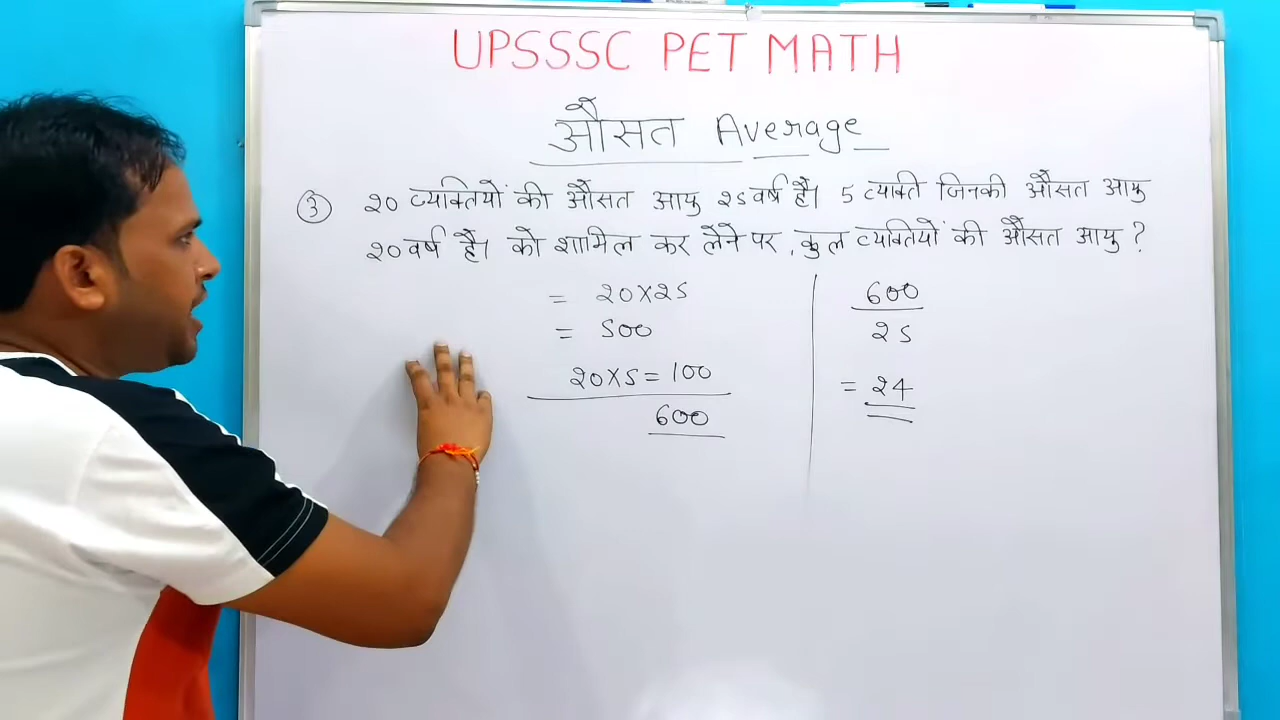 UPSSSC PET MATH
औसत Average
③ 20 व्यक्तियों की औसत आयु 25 वर्ष है। 5 व्यक्ति जिनकी औसत आयु
20 वर्ष है। को शामिल कर लेने पर, कुल व्यक्तियों की औसत आयु ?
= 20×25
= 500
20×5=100
600
600
25
= 24